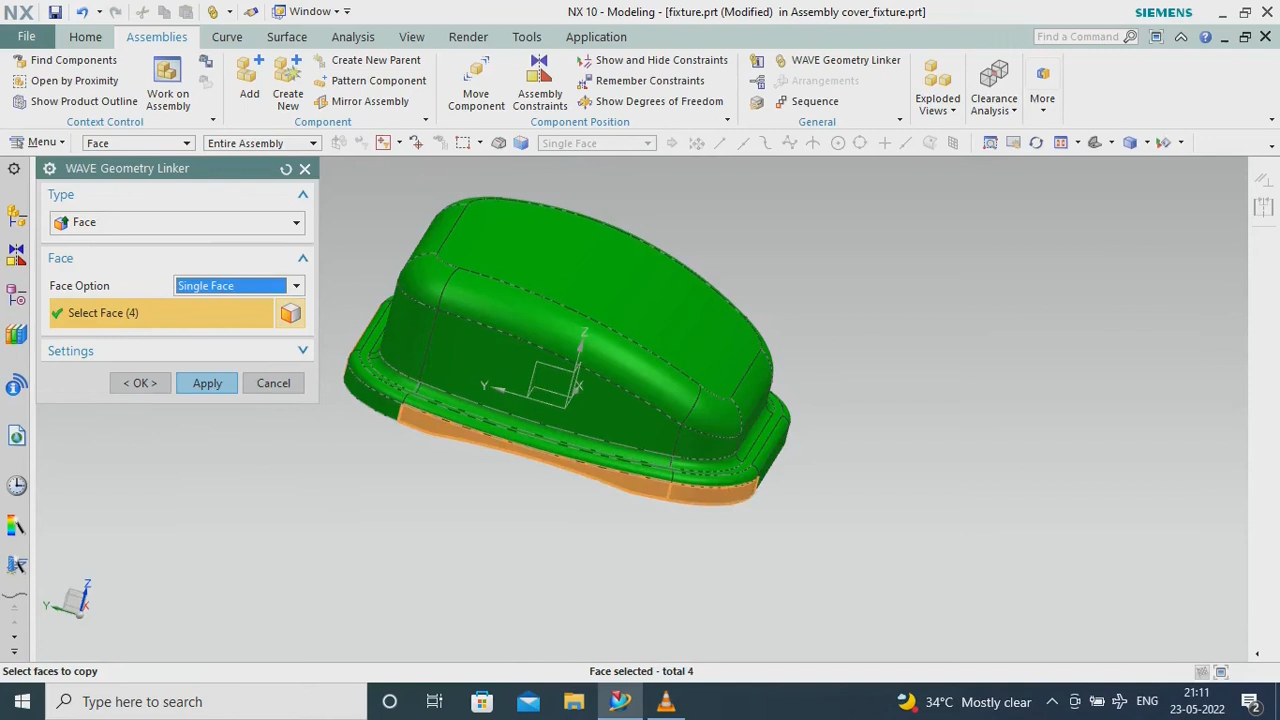 NX
Window
NX 10 - Modeling - [fixture.prt (Modified) in Assembly cover_fixture.prt]
SIEMENS
File Home Assemblies Curve Surface Analysis View Render Tools Application
Find a Command
Find Components
Open by Proximity
Show Product Outline
Work on Assembly
Context Control
Add
Create New
Create New Parent
Pattern Component
Mirror Assembly
Component
Move Component
Assembly Constraints
Show and Hide Constraints
Remember Constraints
Show Degrees of Freedom
Component Position
WAVE Geometry Linker
Arrangements
Sequence
General
Exploded Views
Clearance Analysis
More
Menu
Face
Entire Assembly
Single Face
WAVE Geometry Linker
Type
Face
Face
Face Option Single Face
Select Face (4)
Settings
< OK > Apply Cancel
Z
Y
X
Z
Y
X
Select faces to copy
Face selected - total 4
Type here to search
34°C Mostly clear
ENG
21:11
23-05-2022
2